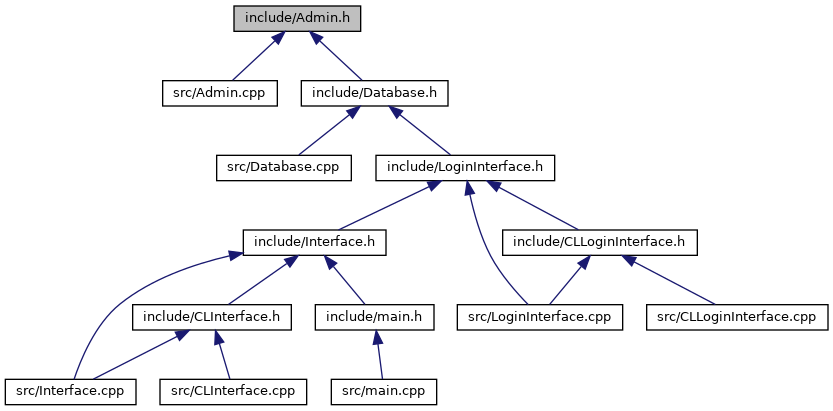 include/Admin.h
src/Admin.cpp
include/Database.h
src/Database.cpp
include/LoginInterface.h
include/Interface.h
include/CLLoginInterface.h
include/CLInterface.h
include/main.h
src/LoginInterface.cpp
src/CLLoginInterface.cpp
src/Interface.cpp
src/CLInterface.cpp
src/main.cpp